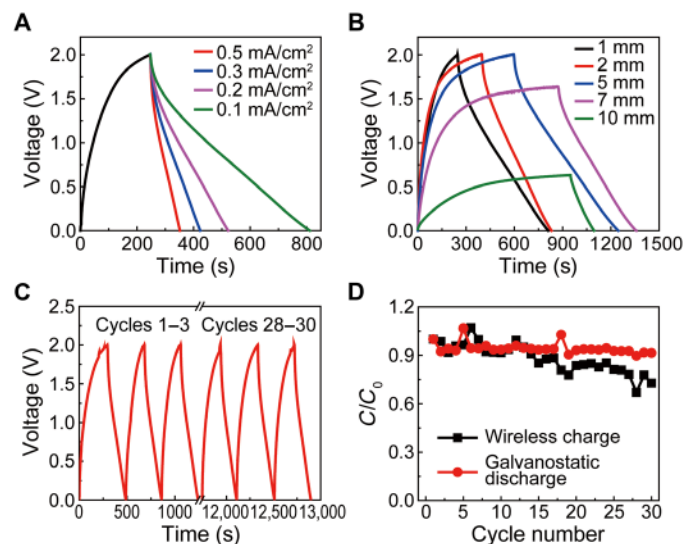 A
2.0
1.5
1.0
0.5
0.0
Voltage (V)
0 200 400 600 800
Time (s)
0.5 mA/cm²
0.3 mA/cm²
0.2 mA/cm²
0.1 mA/cm²
B
2.0
1.5
1.0
0.5
0.0
Voltage (V)
0 300 600 900 1200 1500
Time (s)
1 mm
2 mm
5 mm
7 mm
10 mm
C
2.5
2.0
1.5
1.0
0.5
0.0
Voltage (V)
Cycles 1–3 Cycles 28–30
0 500 1000 12,000 12,500 13,000
Time (s)
D
1.2
0.9
0.6
0.3
0.0
C/C₀
Wireless charge
Galvanostatic
discharge
0 5 10 15 20 25 30
Cycle number